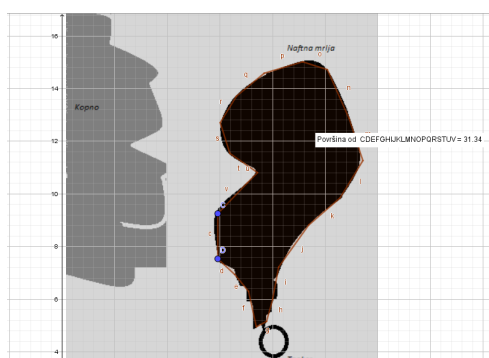 16
Naftna mrlja
p
o
q
14
n
r
Kopno
12
s
Površina od CDEFGHIJKLMNOPQRSTUV = 31.34
t
u
l
10
v
k
c
8
j
d
i
e
6
f
h
g
4